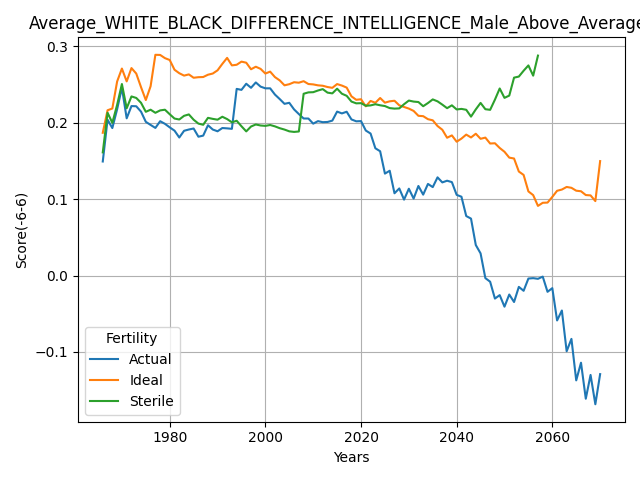 Average_WHITE_BLACK_DIFFERENCE_INTELLIGENCE_Male_Above_Average
0.3
0.2
0.1
0.0
−0.1
Score(-6-6)
Fertility
Actual
Ideal
Sterile
1980
2000
2020
2040
2060
Years